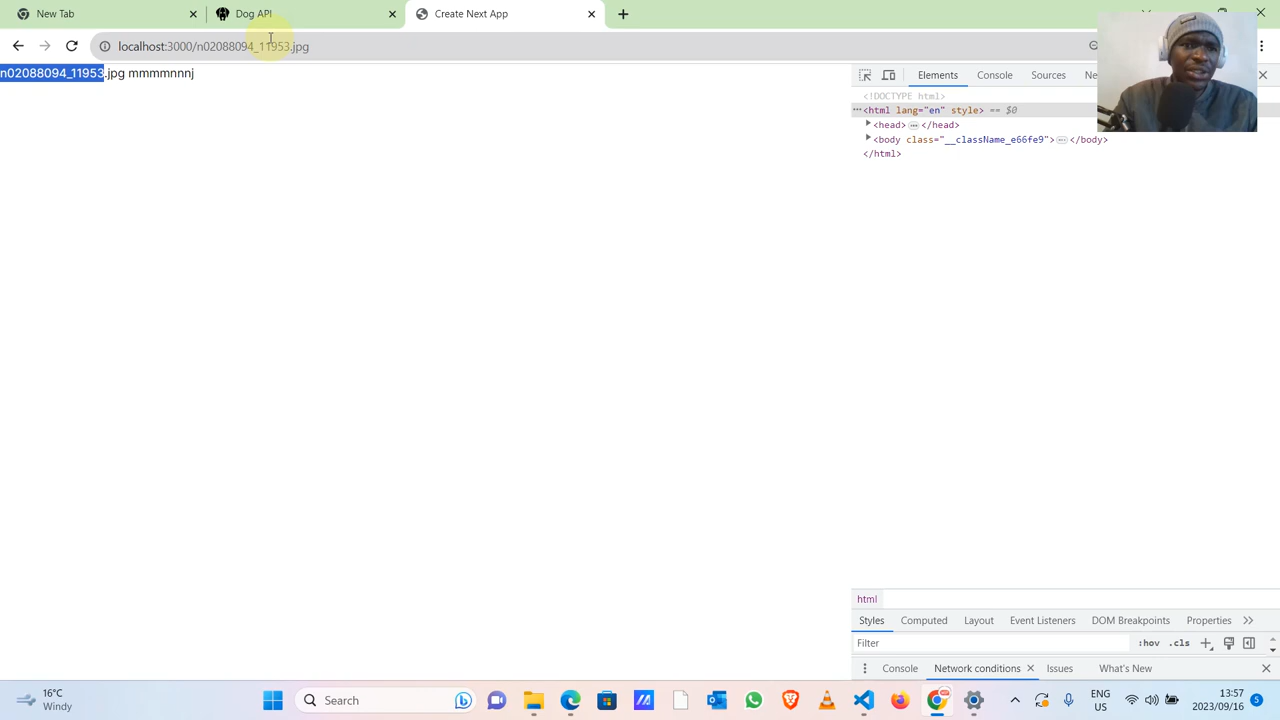 New Tab
Dog API
Create Next App
localhost:3000/n02088094_11953.jpg
n02088094_11953.jpg mmmmnnnj
Elements
Console
Sources
Ne
<!DOCTYPE html>
<html lang="en" style> == $0
<head> </head>
<body class="__className_e66fe9"> </body>
</html>
html
Styles
Computed
Layout
Event Listeners
DOM Breakpoints
Properties
Filter
:hov
.cls
Console
Network conditions
Issues
What's New
16°C
Windy
Search
ENG
US
13:57
2023/09/16
5